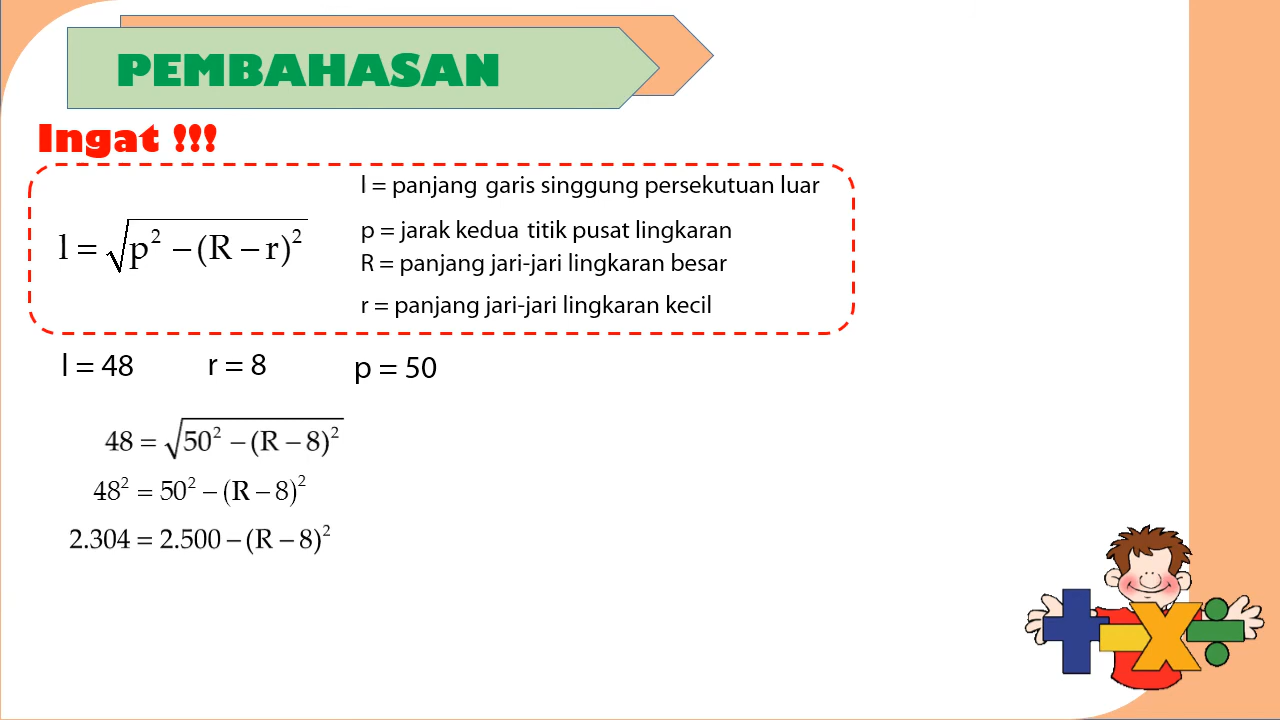 PEMBAHASAN
Ingat !!!
l = √p² − (R − r)²
l = panjang garis singgung persekutuan luar
p = jarak kedua titik pusat lingkaran
R = panjang jari-jari lingkaran besar
r = panjang jari-jari lingkaran kecil
l = 48 r = 8 p = 50
48 = √50² − (R − 8)²
48² = 50² − (R − 8)²
2.304 = 2.500 − (R − 8)²